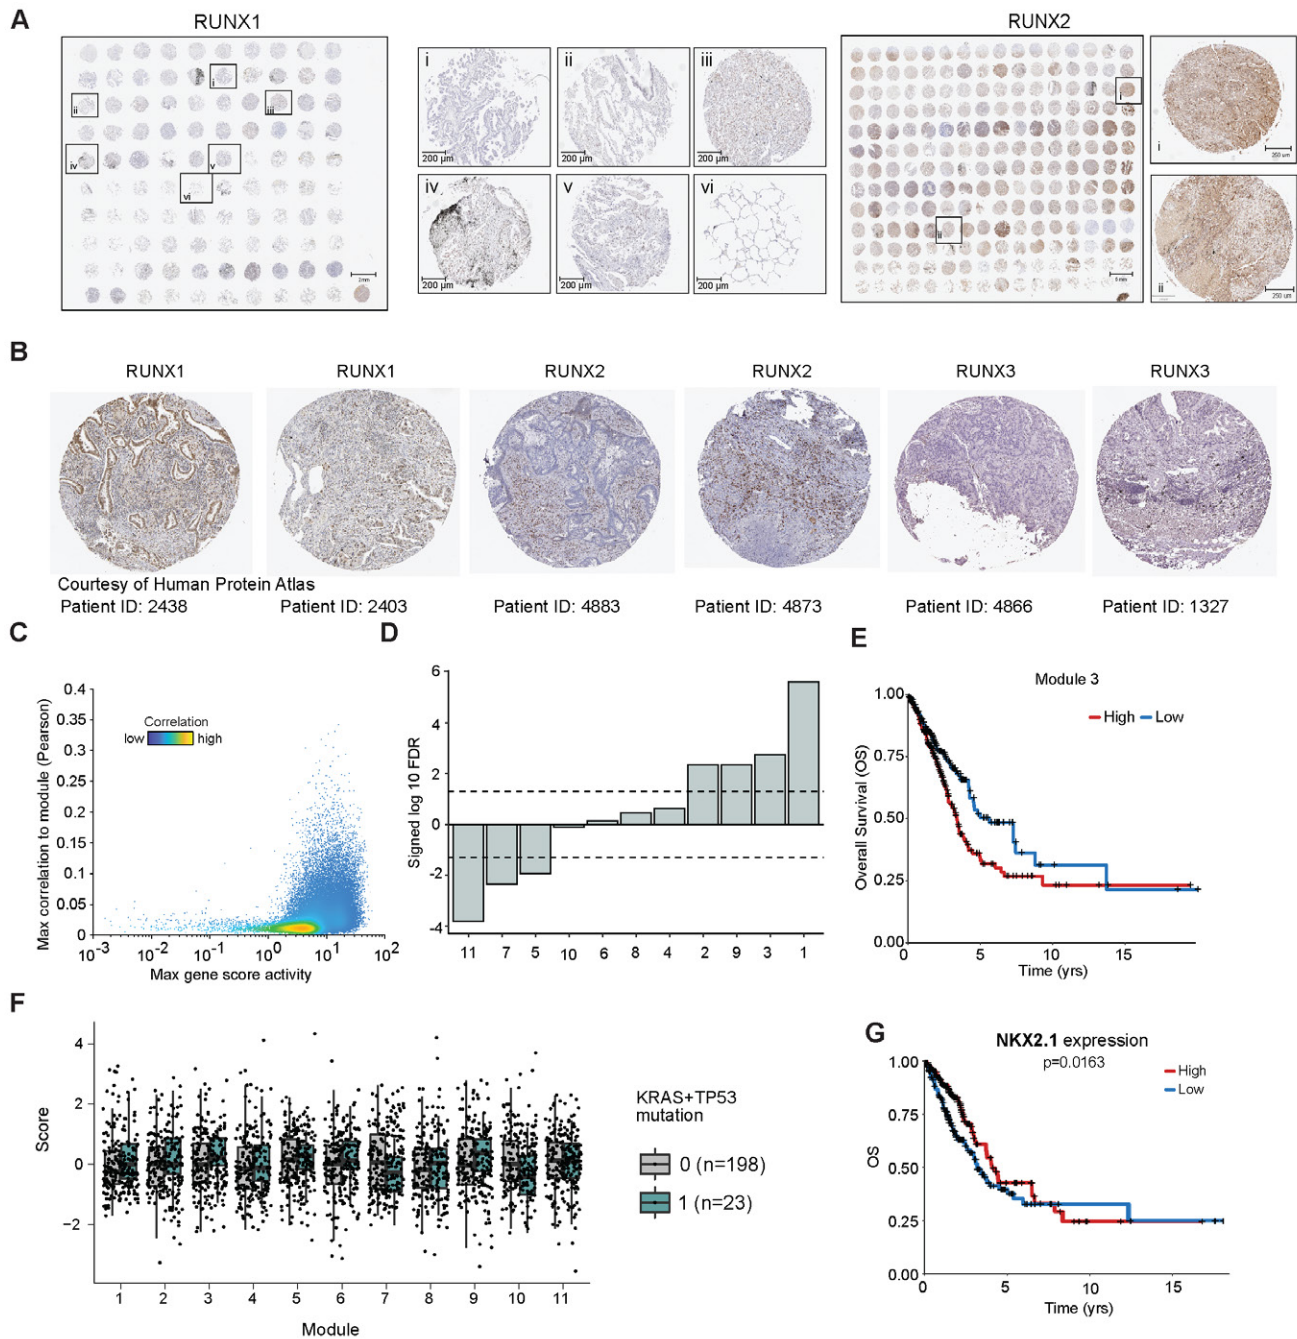 A
RUNX1
RUNX2
i
ii
iii
iv
v
vi
2 mm
i
200 µm
ii
200 µm
iii
200 µm
iv
200 µm
v
200 µm
vi
200 µm
i
ii
i
250 um
ii
250 um
B
RUNX1 RUNX1 RUNX2 RUNX2 RUNX3 RUNX3
Courtesy of Human Protein Atlas
Patient ID: 2438 Patient ID: 2403 Patient ID: 4883 Patient ID: 4873 Patient ID: 4866 Patient ID: 1327
C
Max correlation to module (Pearson)
0.4
0.35
0.3
0.25
0.2
0.15
0.1
0.05
0
Correlation
low high
10-3 10-2 10-1 100 101 102
Max gene score activity
D
Signed log 10 FDR
6
4
2
0
-2
-4
11 7 5 10 6 8 4 2 9 3 1
E
Module 3
High Low
Overall Survival (OS)
1.00
0.75
0.50
0.25
0.00
0 5 10 15
Time (yrs)
F
Score
4
2
0
−2
1 2 3 4 5 6 7 8 9 10 11
Module
KRAS+TP53
mutation
0 (n=198)
1 (n=23)
G
NKX2.1 expression
p=0.0163
High
Low
OS
1.00
0.75
0.50
0.25
0.00
0 5 10 15
Time (yrs)